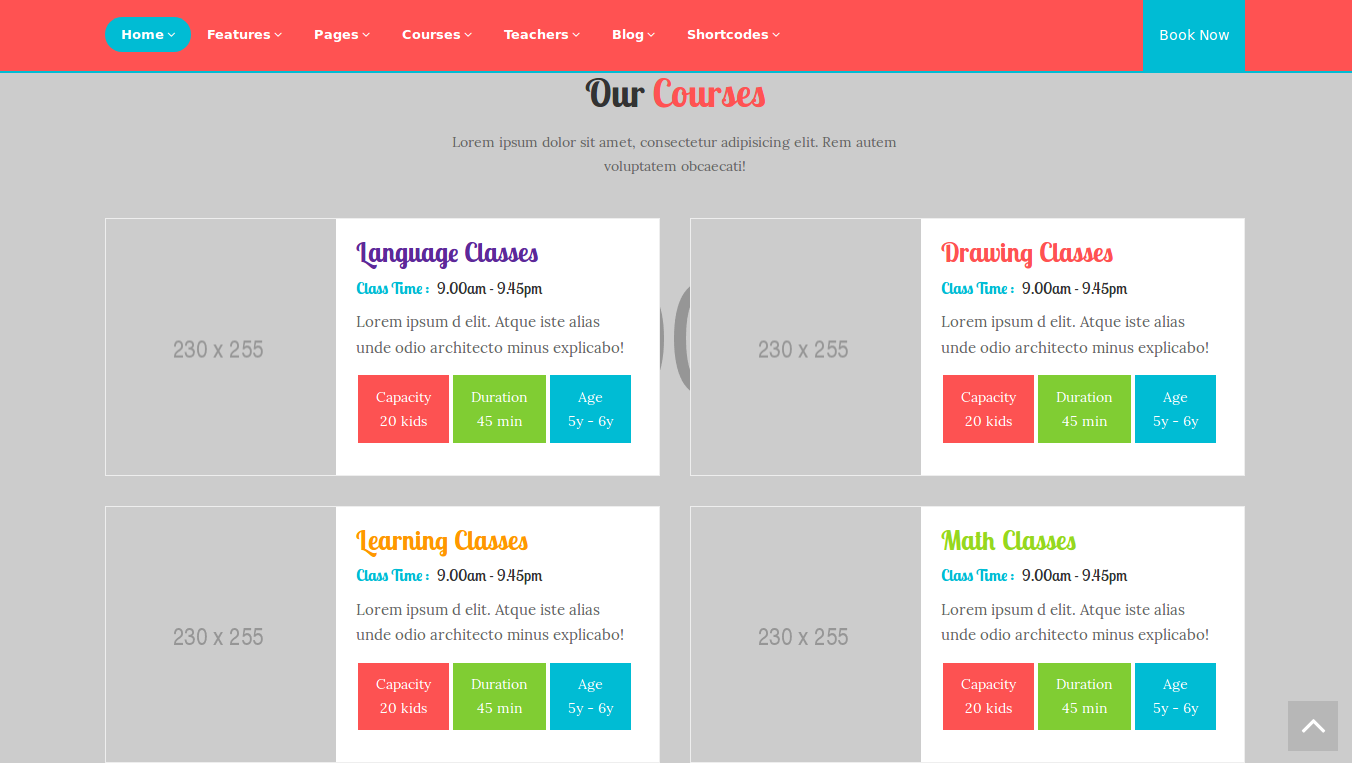 Home Features Pages Courses Teachers Blog Shortcodes Book Now
Our Courses
Lorem ipsum dolor sit amet, consectetur adipisicing elit. Rem autem
voluptatem obcaecati!
230 x 255
Language Classes
Class Time : 9.00am - 9.45pm
Lorem ipsum d elit. Atque iste alias
unde odio architecto minus explicabo!
Capacity
20 kids
Duration
45 min
Age
5y - 6y
230 x 255
Drawing Classes
Class Time : 9.00am - 9.45pm
Lorem ipsum d elit. Atque iste alias
unde odio architecto minus explicabo!
Capacity
20 kids
Duration
45 min
Age
5y - 6y
230 x 255
Learning Classes
Class Time : 9.00am - 9.45pm
Lorem ipsum d elit. Atque iste alias
unde odio architecto minus explicabo!
Capacity
20 kids
Duration
45 min
Age
5y - 6y
230 x 255
Math Classes
Class Time : 9.00am - 9.45pm
Lorem ipsum d elit. Atque iste alias
unde odio architecto minus explicabo!
Capacity
20 kids
Duration
45 min
Age
5y - 6y